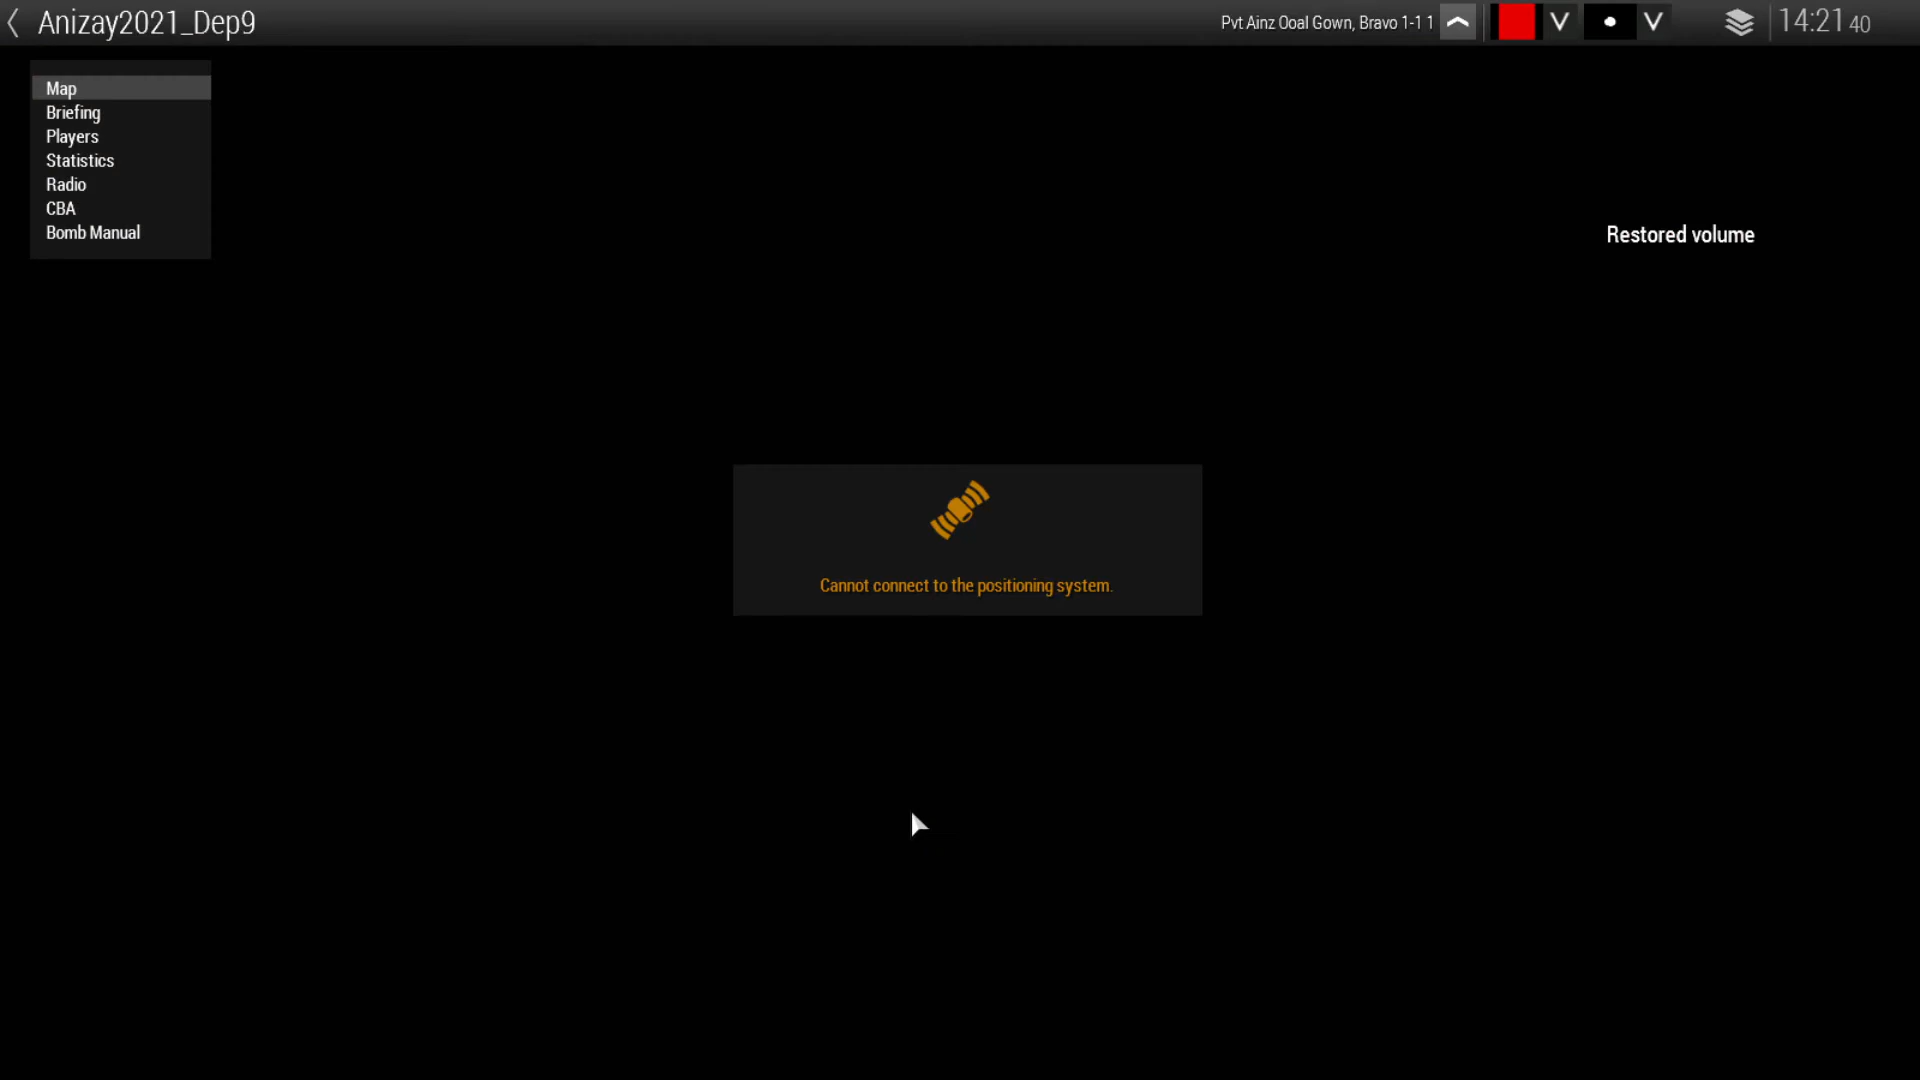 Anizay2021_Dep9
Pvt Ainz Ooal Gown, Bravo 1-1 1
14:21 40
Map
Briefing
Players
Statistics
Radio
CBA
Bomb Manual
Restored volume
Cannot connect to the positioning system.